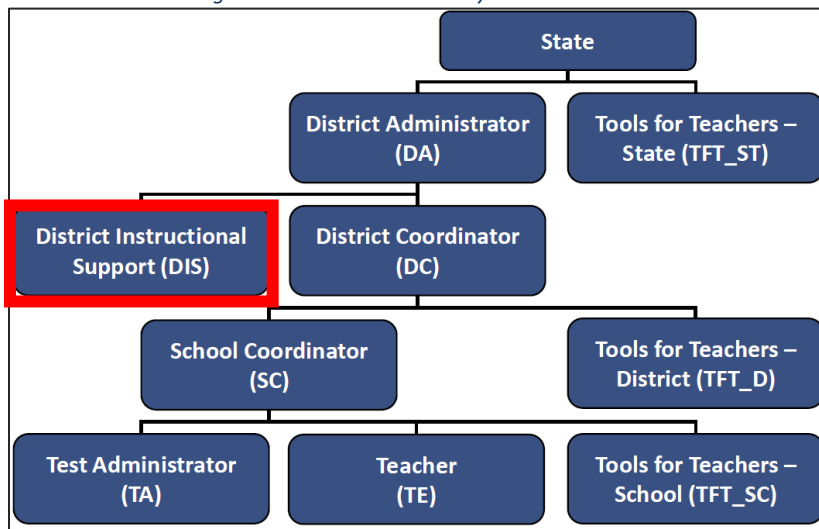 State
District Administrator
(DA)
Tools for Teachers –
State (TFT_ST)
District Instructional
Support (DIS)
District Coordinator
(DC)
School Coordinator
(SC)
Tools for Teachers –
District (TFT_D)
Test Administrator
(TA)
Teacher
(TE)
Tools for Teachers –
School (TFT_SC)